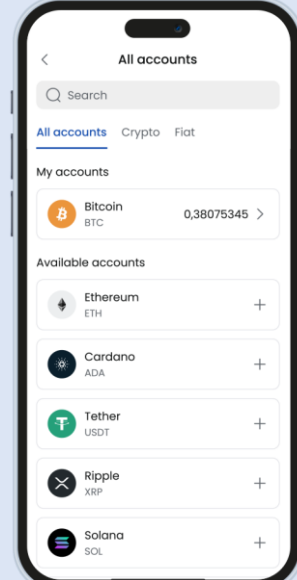 All accounts
Search
All accounts Crypto Fiat
My accounts
Bitcoin
BTC
0,38075345
Available accounts
Ethereum
ETH
Cardano
ADA
Tether
USDT
Ripple
XRP
Solana
SOL